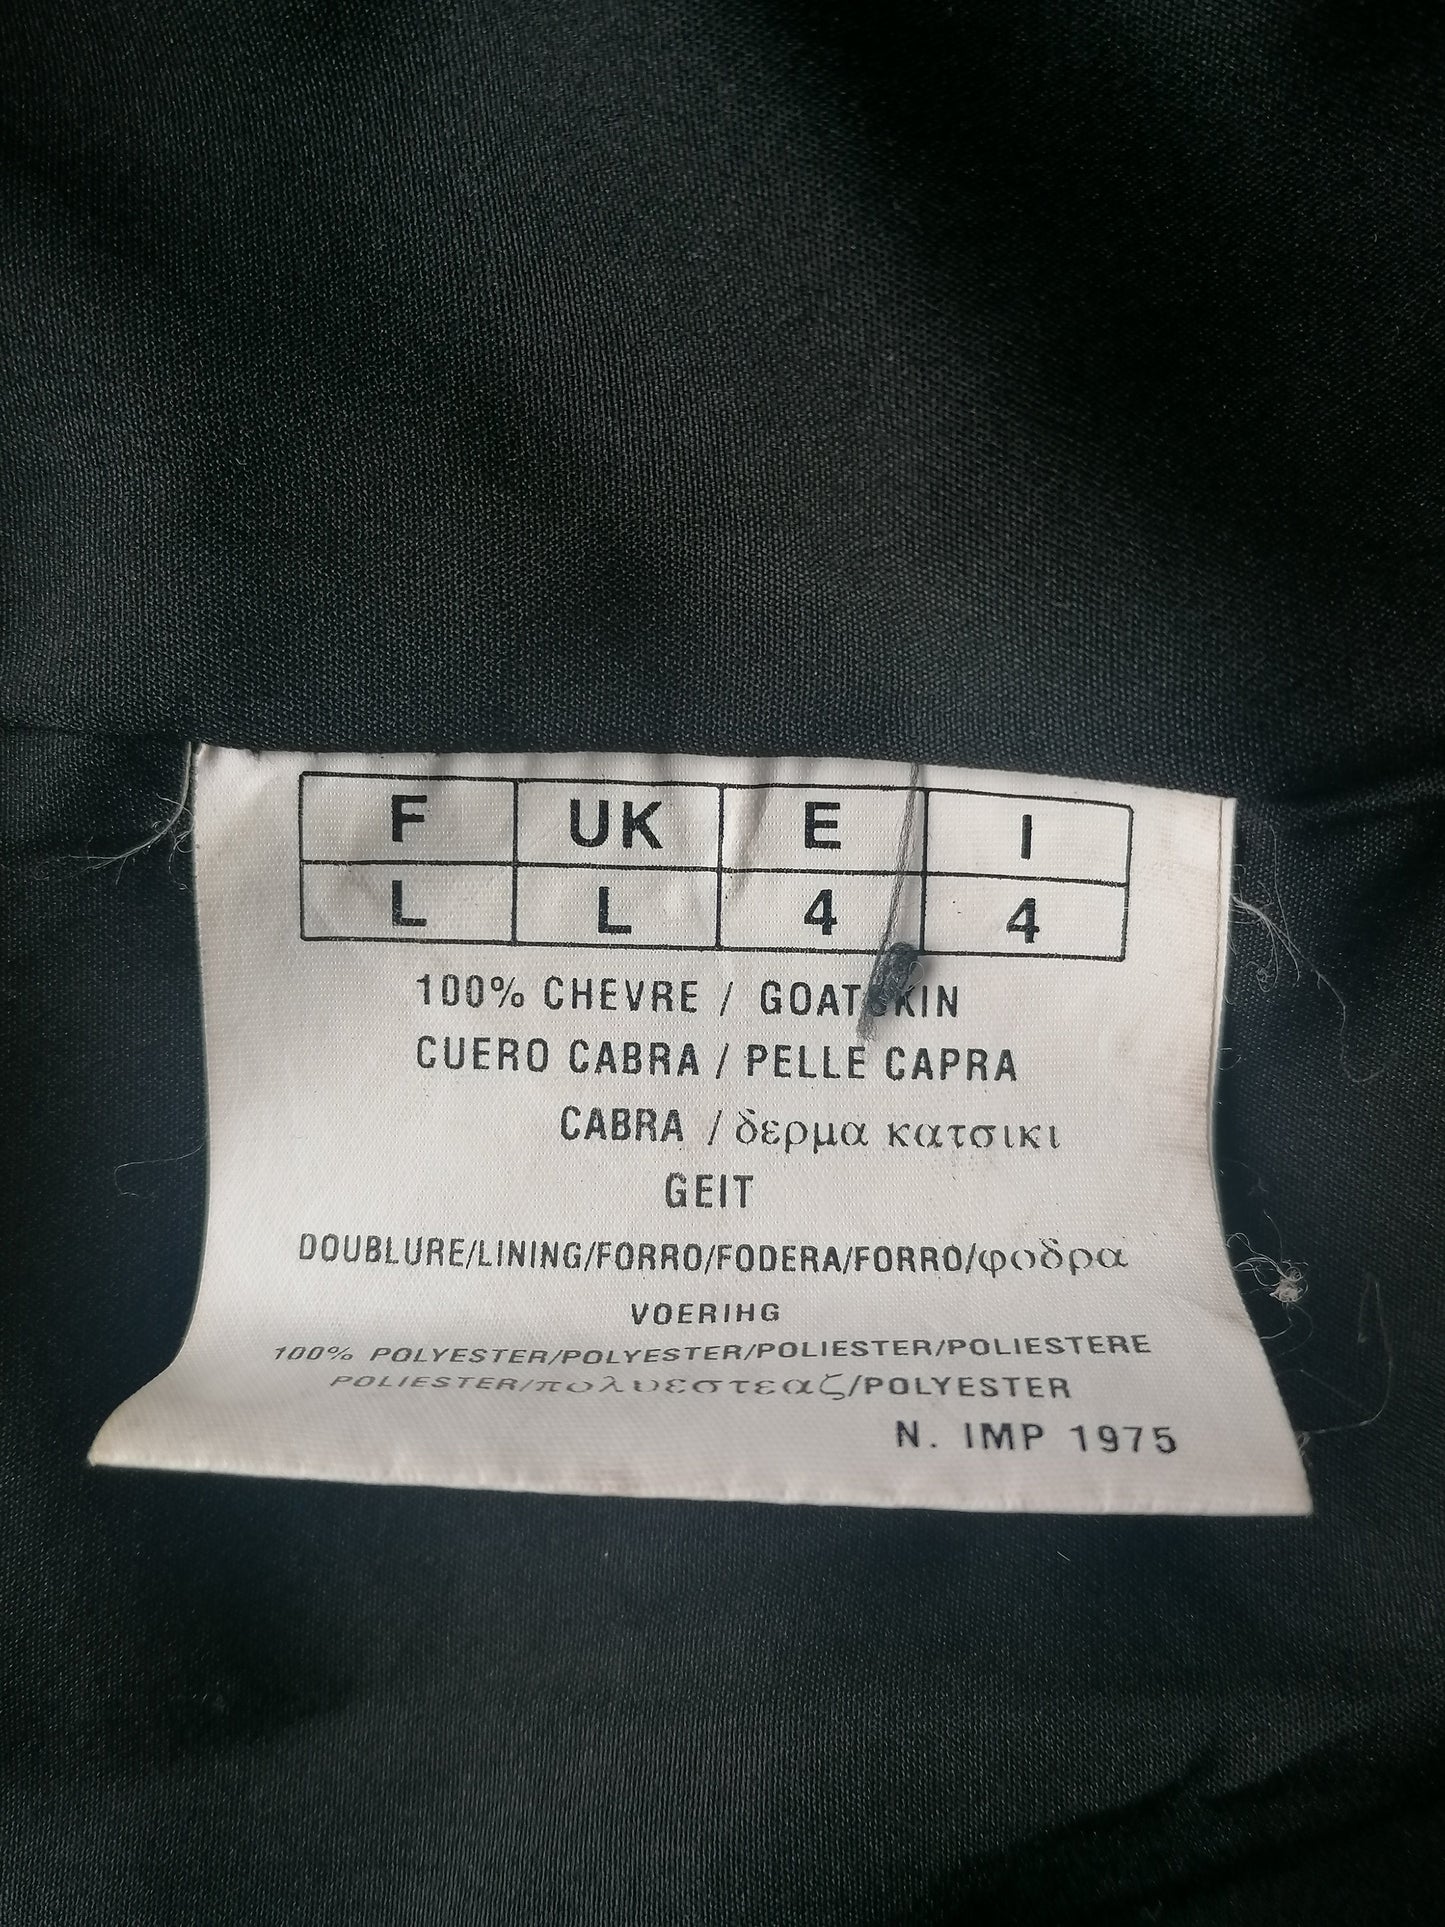 F UK E I
L L 4 4
100% CHEVRE / GOATSKIN
CUERO CABRA / PELLE CAPRA
CABRA / δερμα κατσικι
GEIT
DOUBLURE/LINING/FORRO/FODERA/FORRO/φοδρα
VOERIHG
100% POLYESTER/POLYESTER/POLIESTER/POLIESTERE
POLIESTER/πολυεστεας/POLYESTER
N. IMP 1975